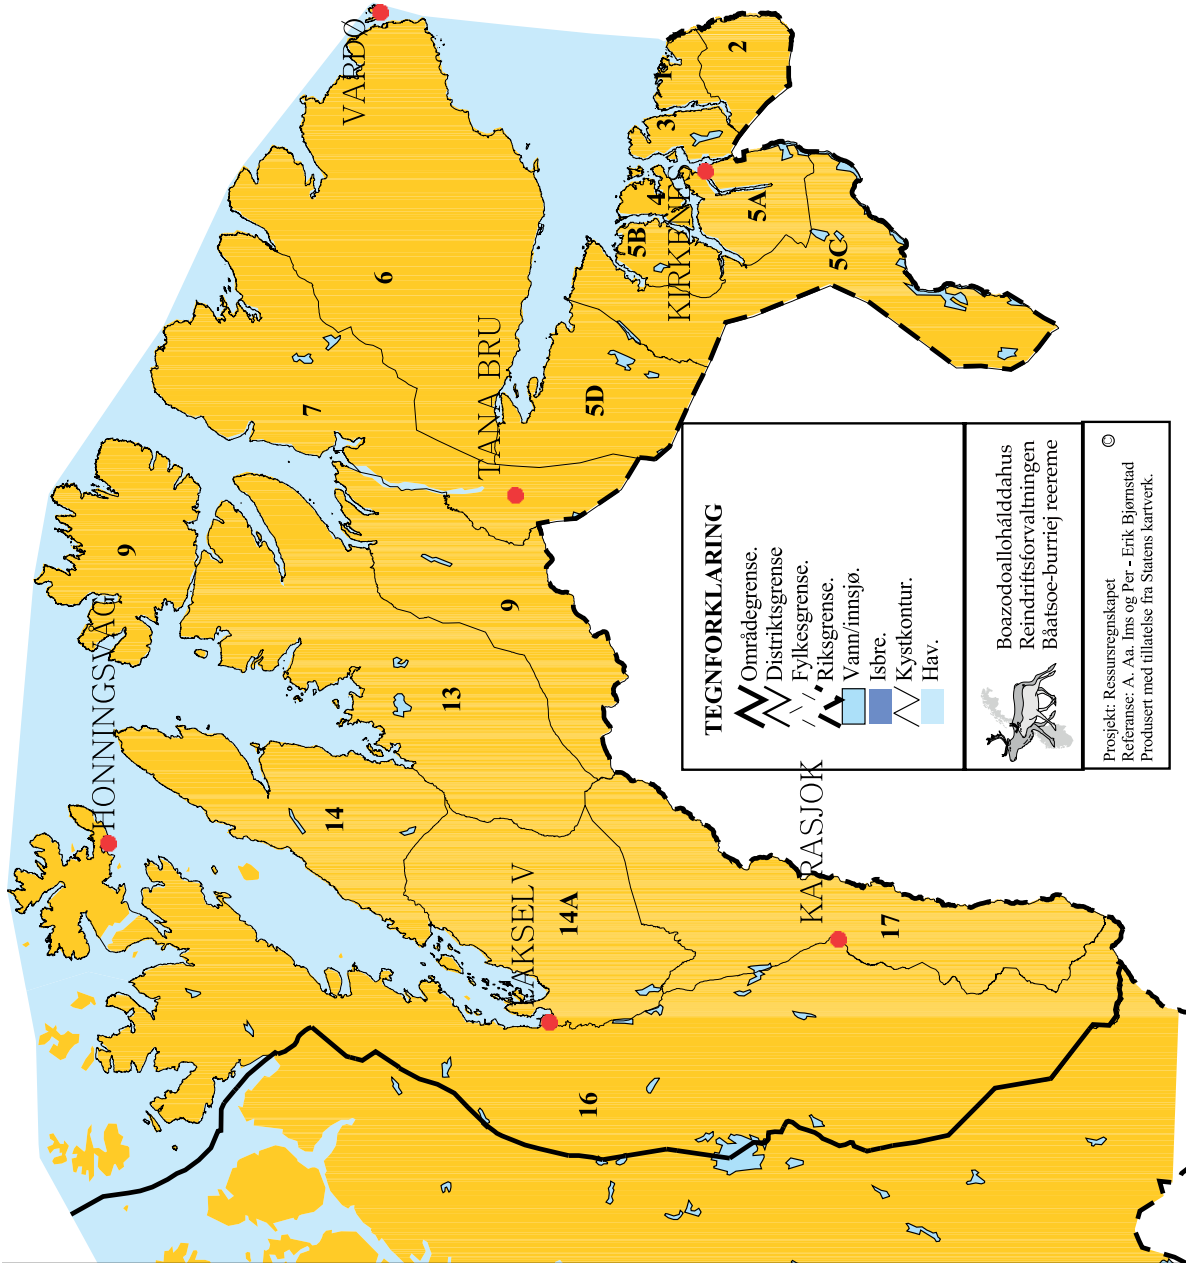 VARDØ
HONNINGSVÅG
TANA BRU
KIRKENES
LAKSELV
KARASJOK
1
2
3
4
5A
5B
5C
5D
6
7
9
9
13
14
14A
16
17
TEGNFORKLARING
Områdegrense.
Distriktsgrense
Fylkesgrense.
Riksgrense.
Vann/innsjø.
Isbre.
Kystkontur.
Hav.
Boazodoallohálddahus
Reindriftsforvaltningen
Båatsoe-burriej reererne
Prosjekt: Ressursregnskapet ©
Referanse: A. Aa. Ims og Per - Erik Bjørnstad
Produsert med tillatelse fra Statens kartverk.